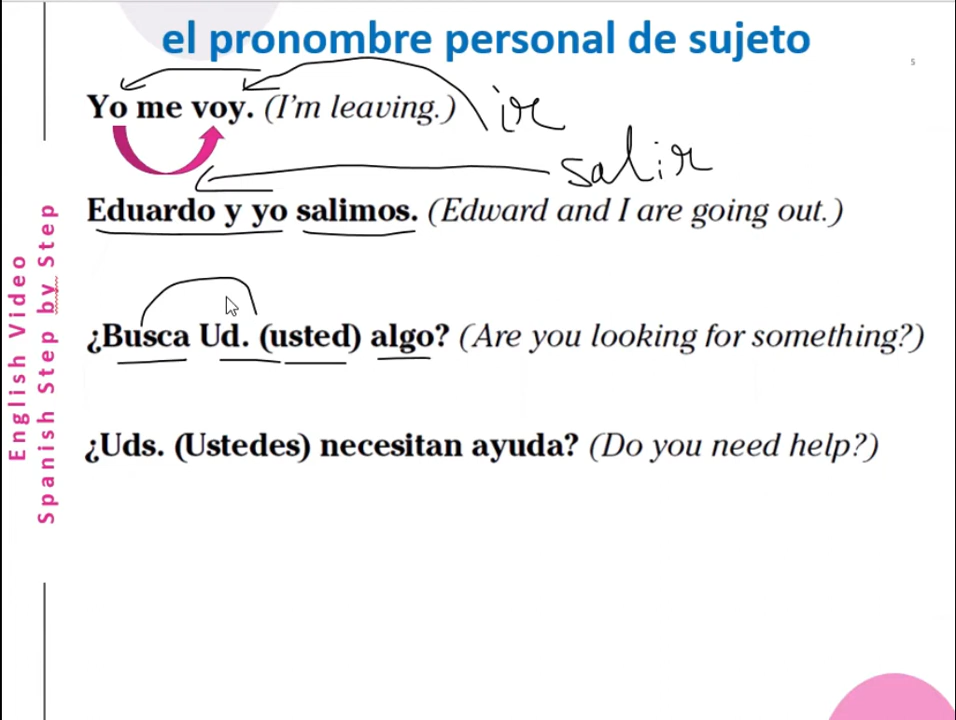 el pronombre personal de sujeto
5
Yo me voy. (I'm leaving.)
ir
salir
Eduardo y yo salimos. (Edward and I are going out.)
¿Busca Ud. (usted) algo? (Are you looking for something?)
¿Uds. (Ustedes) necesitan ayuda? (Do you need help?)
English Video
Spanish Step by Step